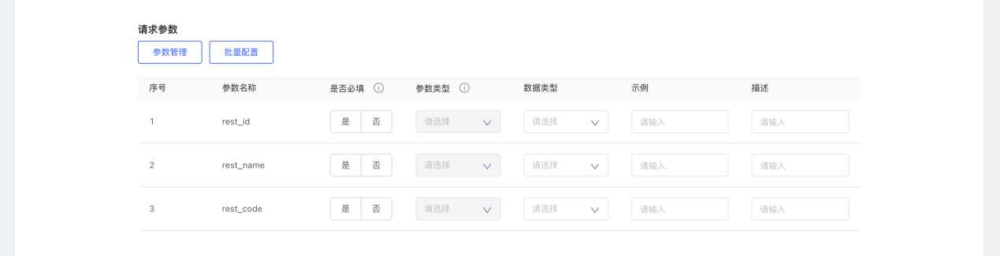 请求参数
参数管理 批量配置
序号 参数名称 是否必填 参数类型 数据类型 示例 描述
1 rest_id 是 否 请选择 请选择 请输入 请输入
2 rest_name 是 否 请选择 请选择 请输入 请输入
3 rest_code 是 否 请选择 请选择 请输入 请输入